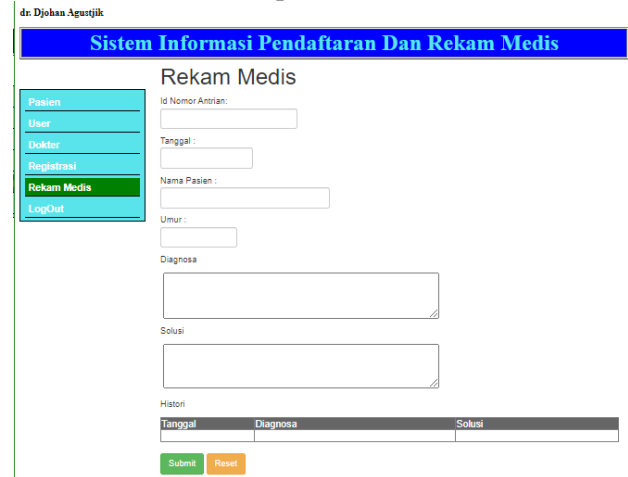 dr. Djohan Agustjik
Sistem Informasi Pendaftaran Dan Rekam Medis
Pasien
User
Dokter
Registrasi
Rekam Medis
LogOut
Rekam Medis
Id Nomor Antrian:
Tanggal :
Nama Pasien :
Umur :
Diagnosa
Solusi
Histori
Tanggal Diagnosa Solusi
Submit Reset